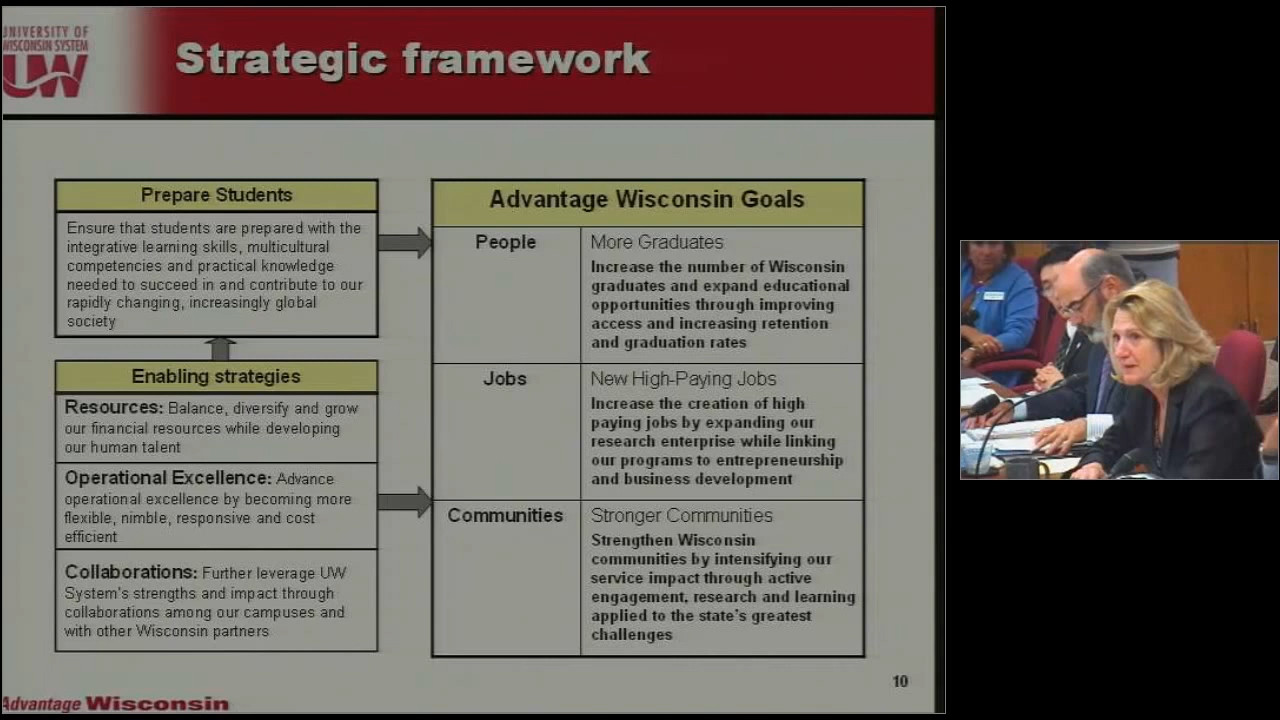 UNIVERSITY OF
WISCONSIN SYSTEM
UW
Strategic framework
Prepare Students
Ensure that students are prepared with the
integrative learning skills, multicultural
competencies and practical knowledge
needed to succeed in and contribute to our
rapidly changing, increasingly global
society
Enabling strategies
Resources: Balance, diversify and grow
our financial resources while developing
our human talent
Operational Excellence: Advance
operational excellence by becoming more
flexible, nimble, responsive and cost
efficient
Collaborations: Further leverage UW
System's strengths and impact through
collaborations among our campuses and
with other Wisconsin partners
Advantage Wisconsin Goals
People
More Graduates
Increase the number of Wisconsin
graduates and expand educational
opportunities through improving
access and increasing retention
and graduation rates
Jobs
New High-Paying Jobs
Increase the creation of high
paying jobs by expanding our
research enterprise while linking
our programs to entrepreneurship
and business development
Communities
Stronger Communities
Strengthen Wisconsin
communities by intensifying our
service impact through active
engagement, research and learning
applied to the state's greatest
challenges
10
Advantage Wisconsin